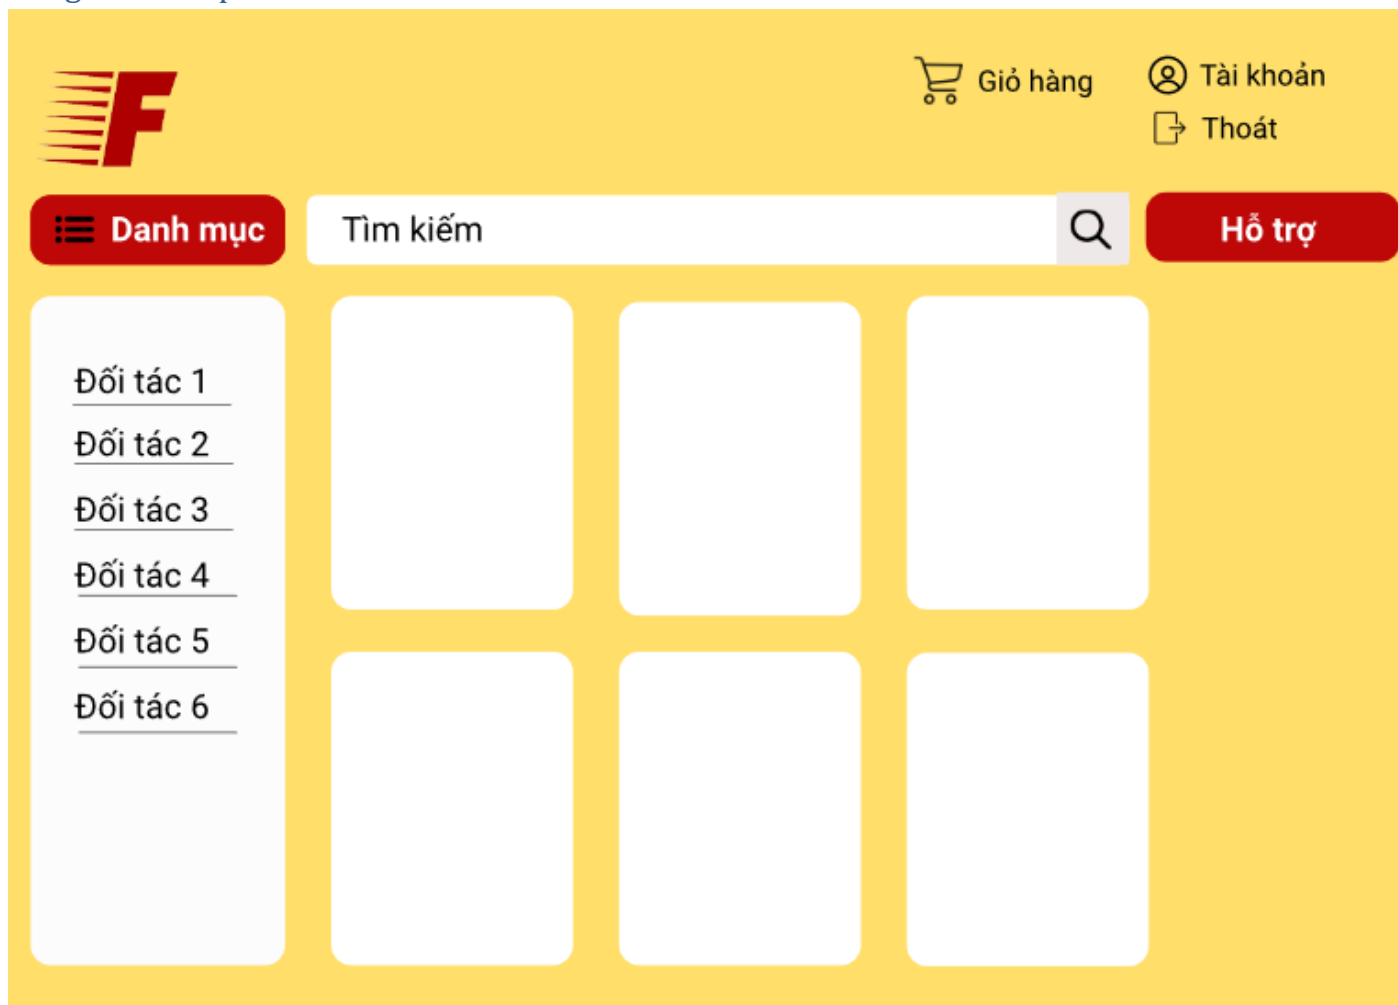 F
Giỏ hàng
Tài khoản
Thoát
Danh mục
Tìm kiếm
Hỗ trợ
Đối tác 1
Đối tác 2
Đối tác 3
Đối tác 4
Đối tác 5
Đối tác 6